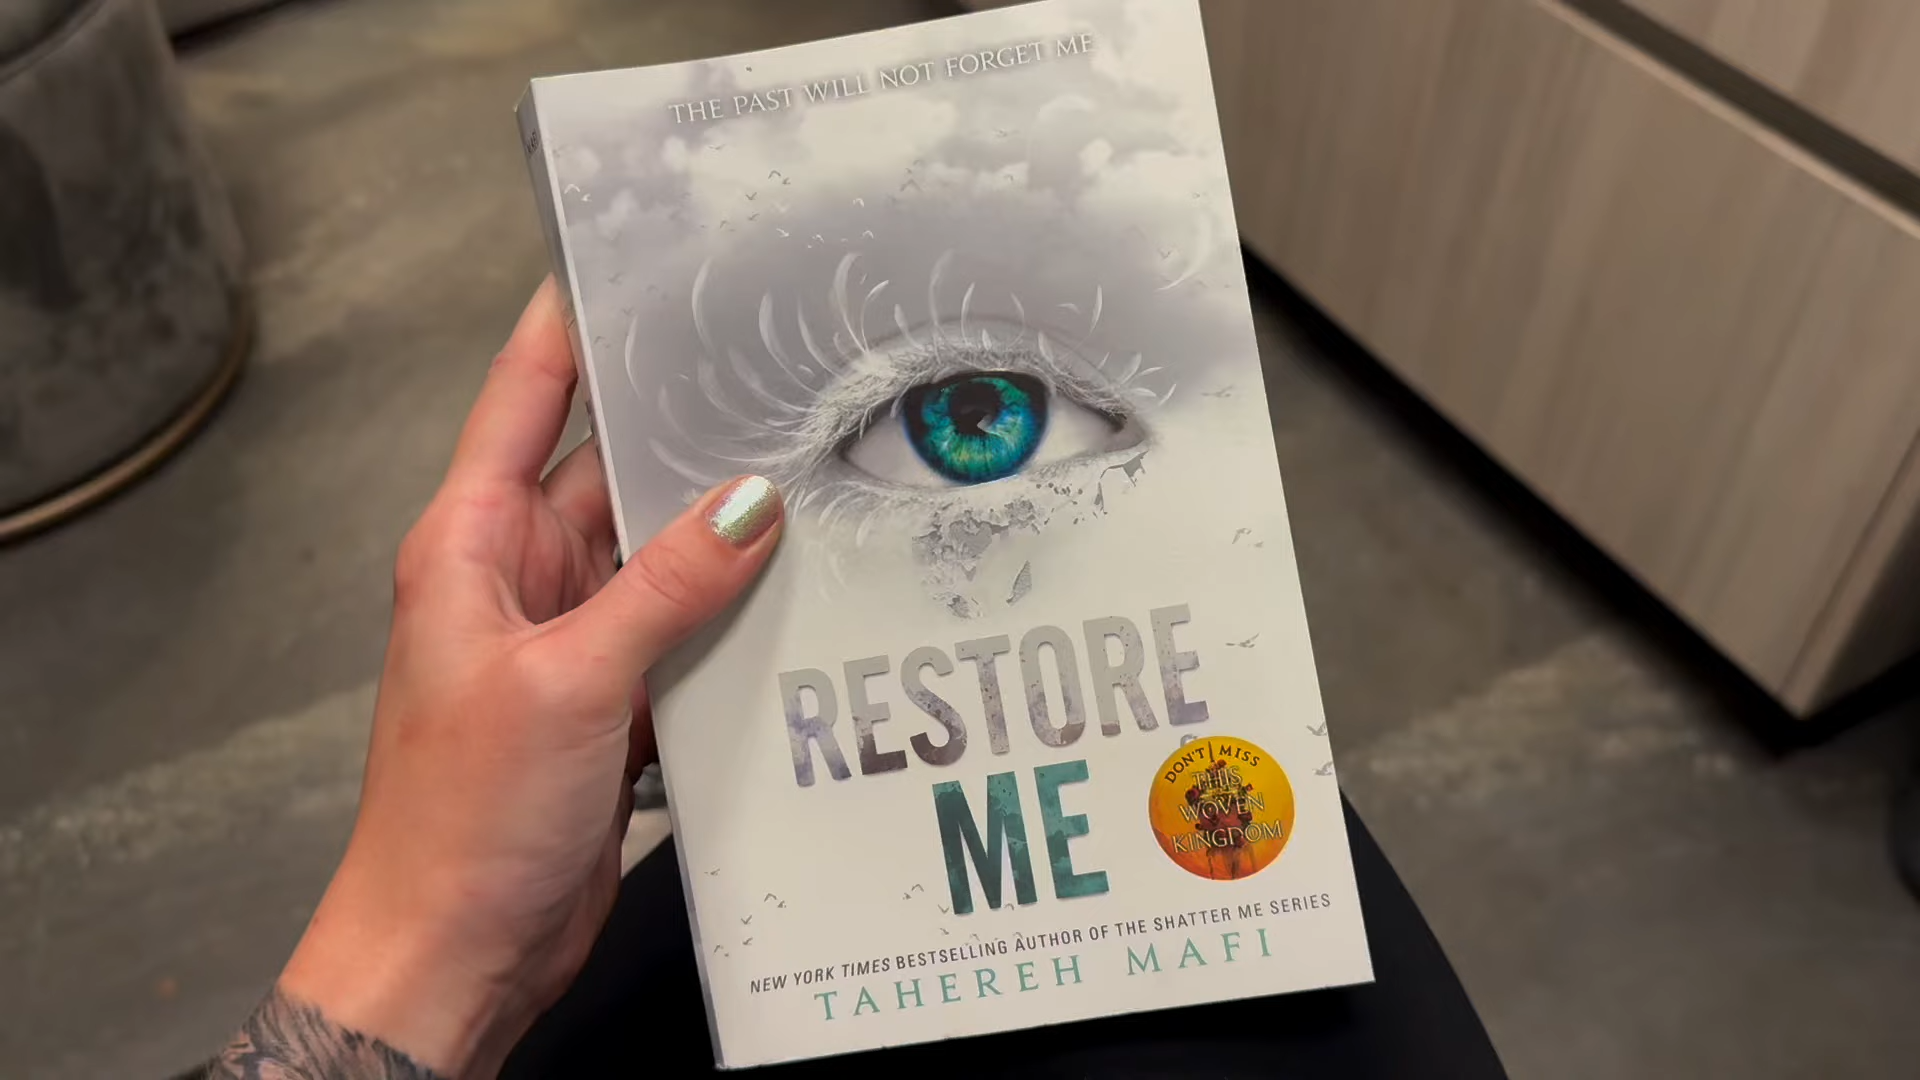 THE PAST WILL NOT FORGET ME
RESTORE
ME
DON'T MISS
THIS
WOVEN
KINGDOM
NEW YORK TIMES BESTSELLING AUTHOR OF THE SHATTER ME SERIES
TAHEREH MAFI